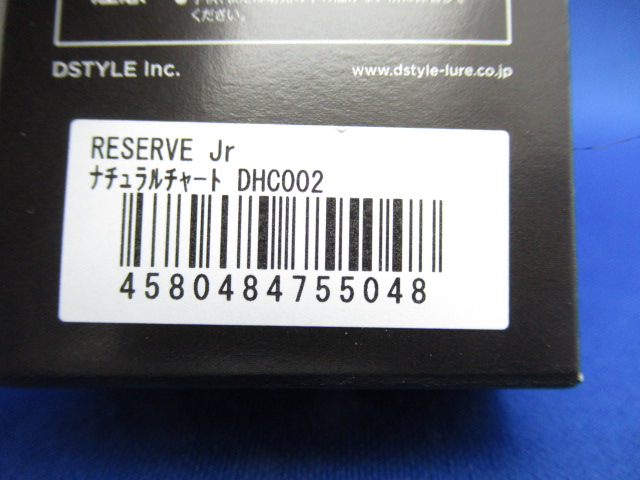 ください。
DSTYLE Inc.
www.dstyle-lure.co.jp
RESERVE Jr
ナチュラルチャート DHC002
4580484755048